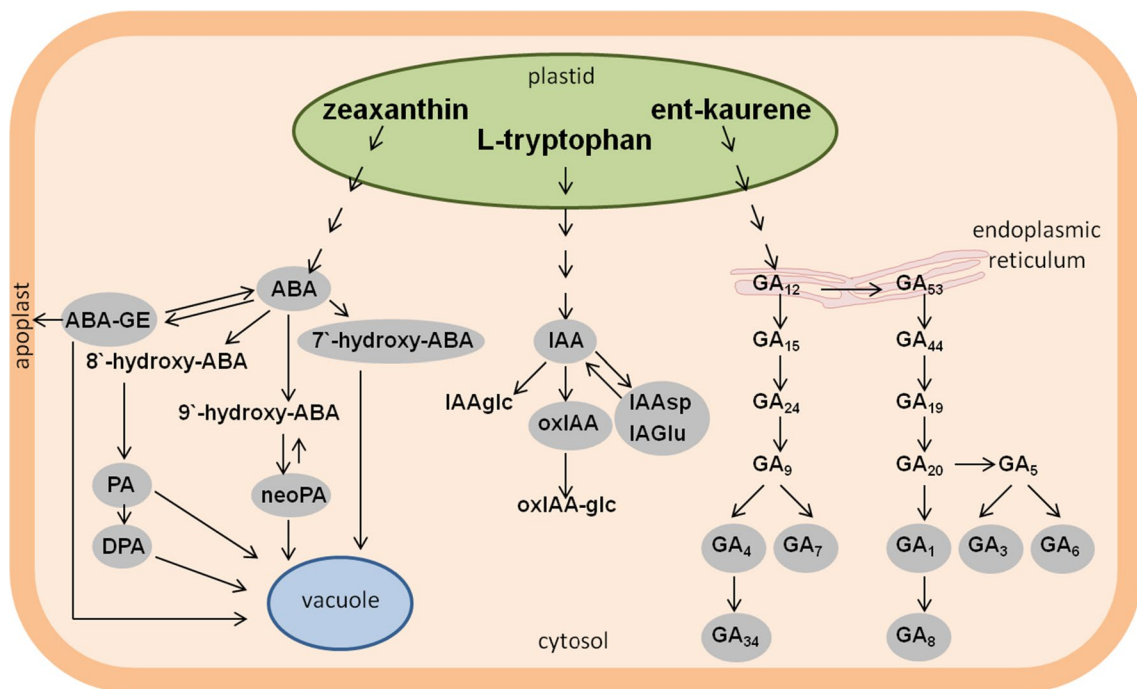 plastid
zeaxanthin
ent-kaurene
L-tryptophan
endoplasmic
reticulum
apoplast
ABA
ABA-GE
8`-hydroxy-ABA
7`-hydroxy-ABA
9`-hydroxy-ABA
PA
neoPA
DPA
vacuole
IAA
IAAglc
oxIAA
IAAsp
IAGlu
oxIAA-glc
GA12
GA53
GA15
GA44
GA24
GA19
GA9
GA20
GA5
GA4
GA7
GA1
GA3
GA6
GA34
GA8
cytosol